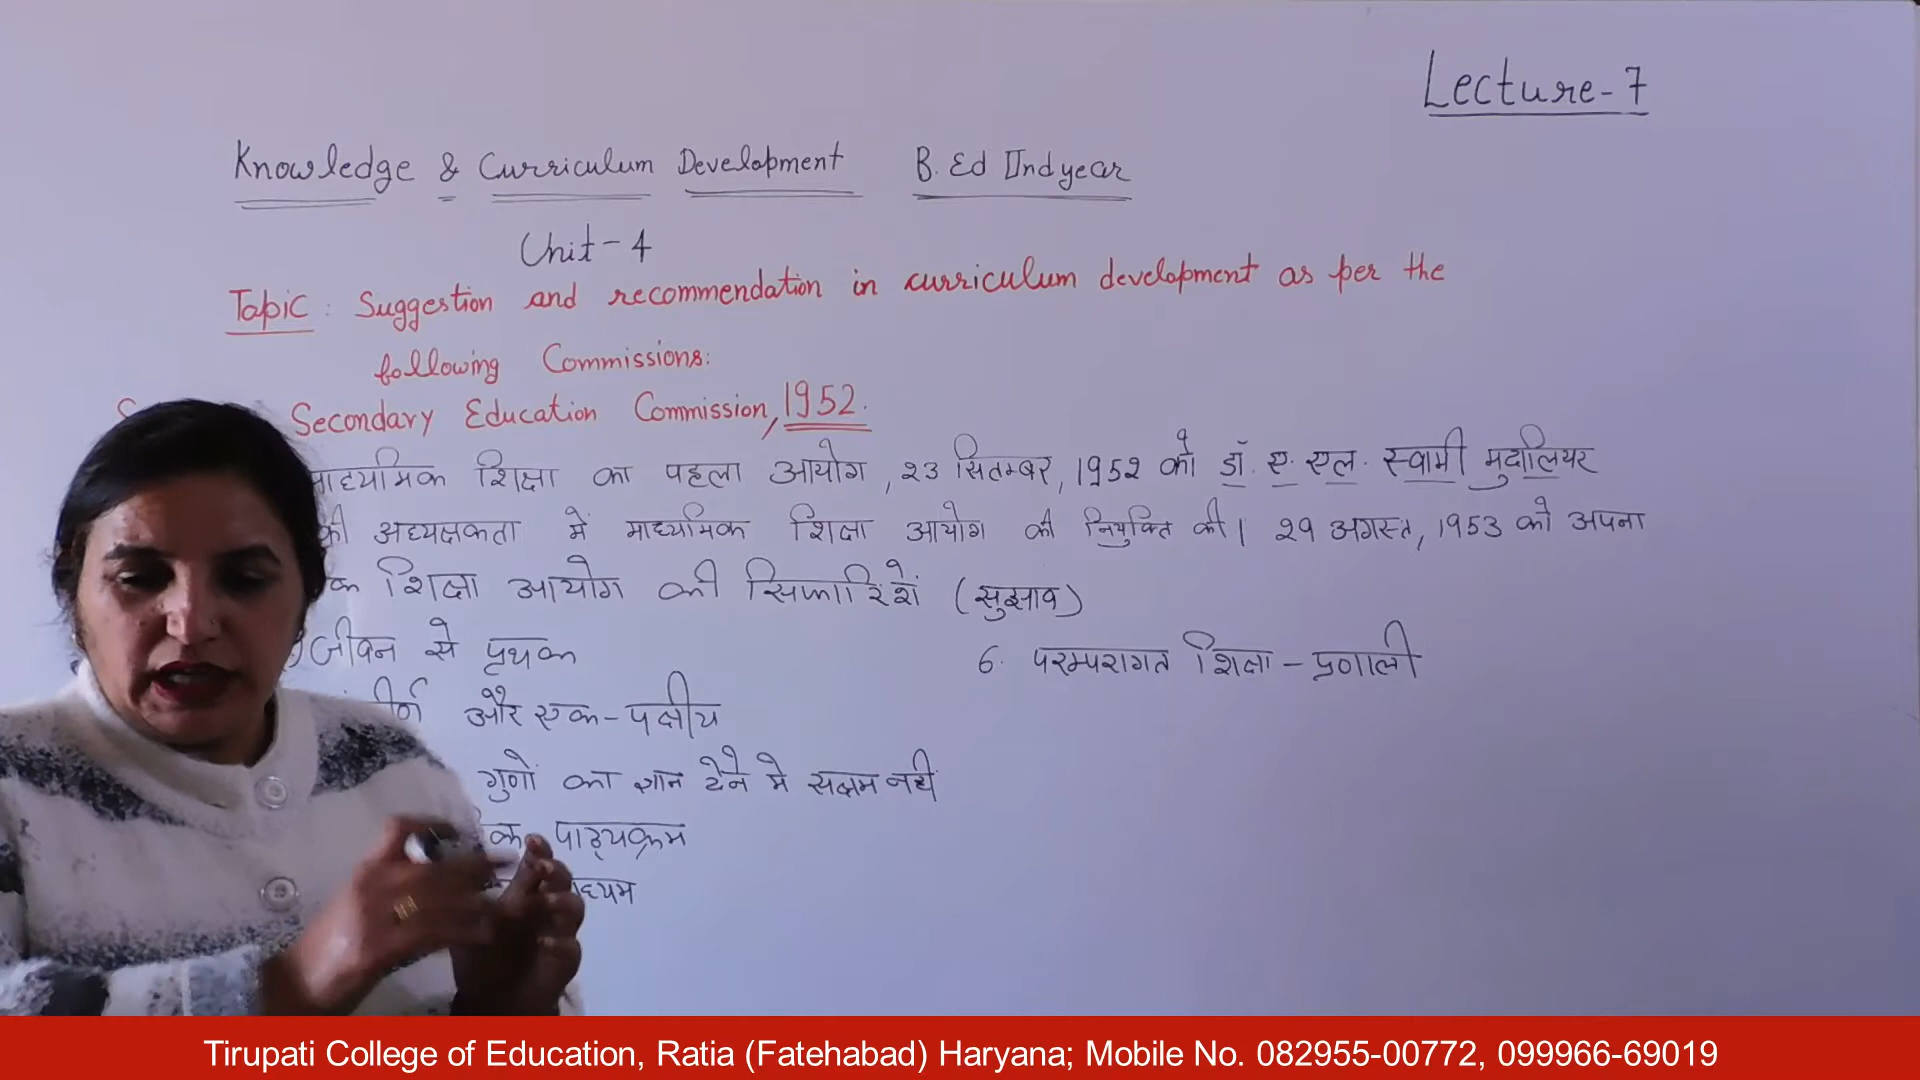 Lecture-7
Knowledge & Curriculum Development B.Ed IInd year
Unit-4
Topic: Suggestion and recommendation in curriculum development as per the
following Commissions:
Secondary Education Commission, 1952.
माध्यमिक शिक्षा का पहला आयोग, 23 सितम्बर, 1952 को डॉ. ए. एल. स्वामी मुदालियर
की अध्यक्षकता में माध्यमिक शिक्षा आयोग की नियुक्ति की। 29 अगस्त, 1953 को अपना
शिक्षा आयोग की सिफारिशें (सुझाव)
जीवन से पृथक
6. परम्परागत शिक्षा - प्रणाली
और एक-पक्षीय
गुणों का ज्ञान देने मे सक्षम नहीं
पाठ्यक्रम
Tirupati College of Education, Ratia (Fatehabad) Haryana; Mobile No. 082955-00772, 099966-69019